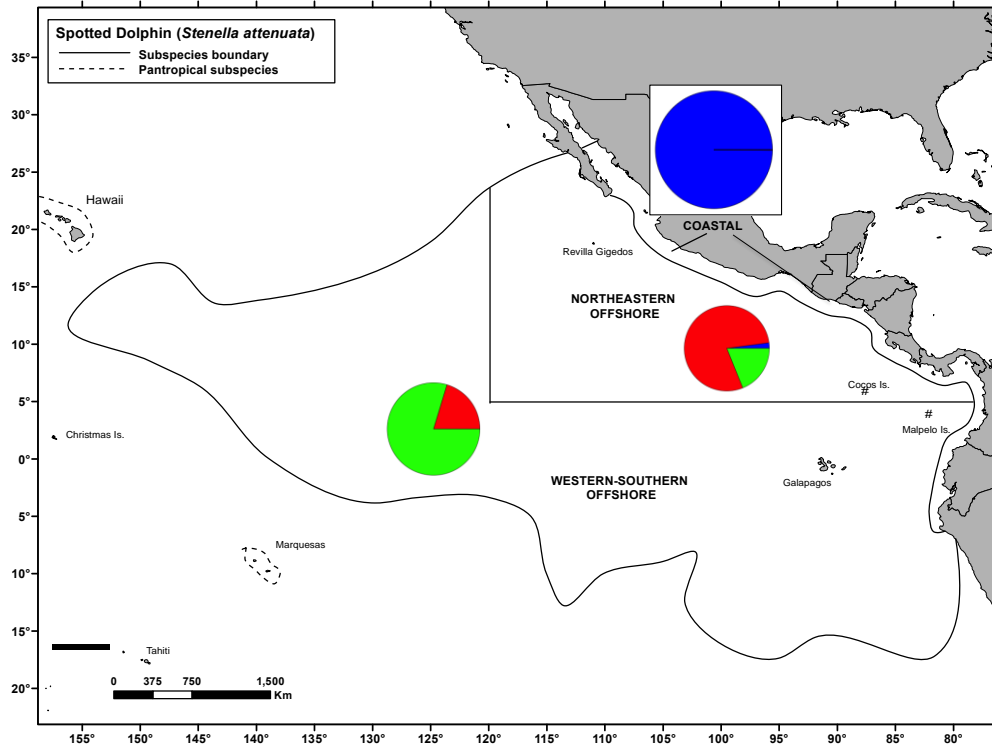 Spotted Dolphin (Stenella attenuata)
Subspecies boundary
Pantropical subspecies
35°
30°
25°
20°
15°
10°
5°
0°
5°
10°
15°
20°
Hawaii
COASTAL
Revilla Gigedos
NORTHEASTERN
OFFSHORE
Cocos Is.
#
#
Malpelo Is.
Christmas Is.
WESTERN-SOUTHERN
OFFSHORE
Galapagos
Marquesas
Tahiti
0 375 750 1,500
Km
155° 150° 145° 140° 135° 130° 125° 120° 115° 110° 105° 100° 95° 90° 85° 80°